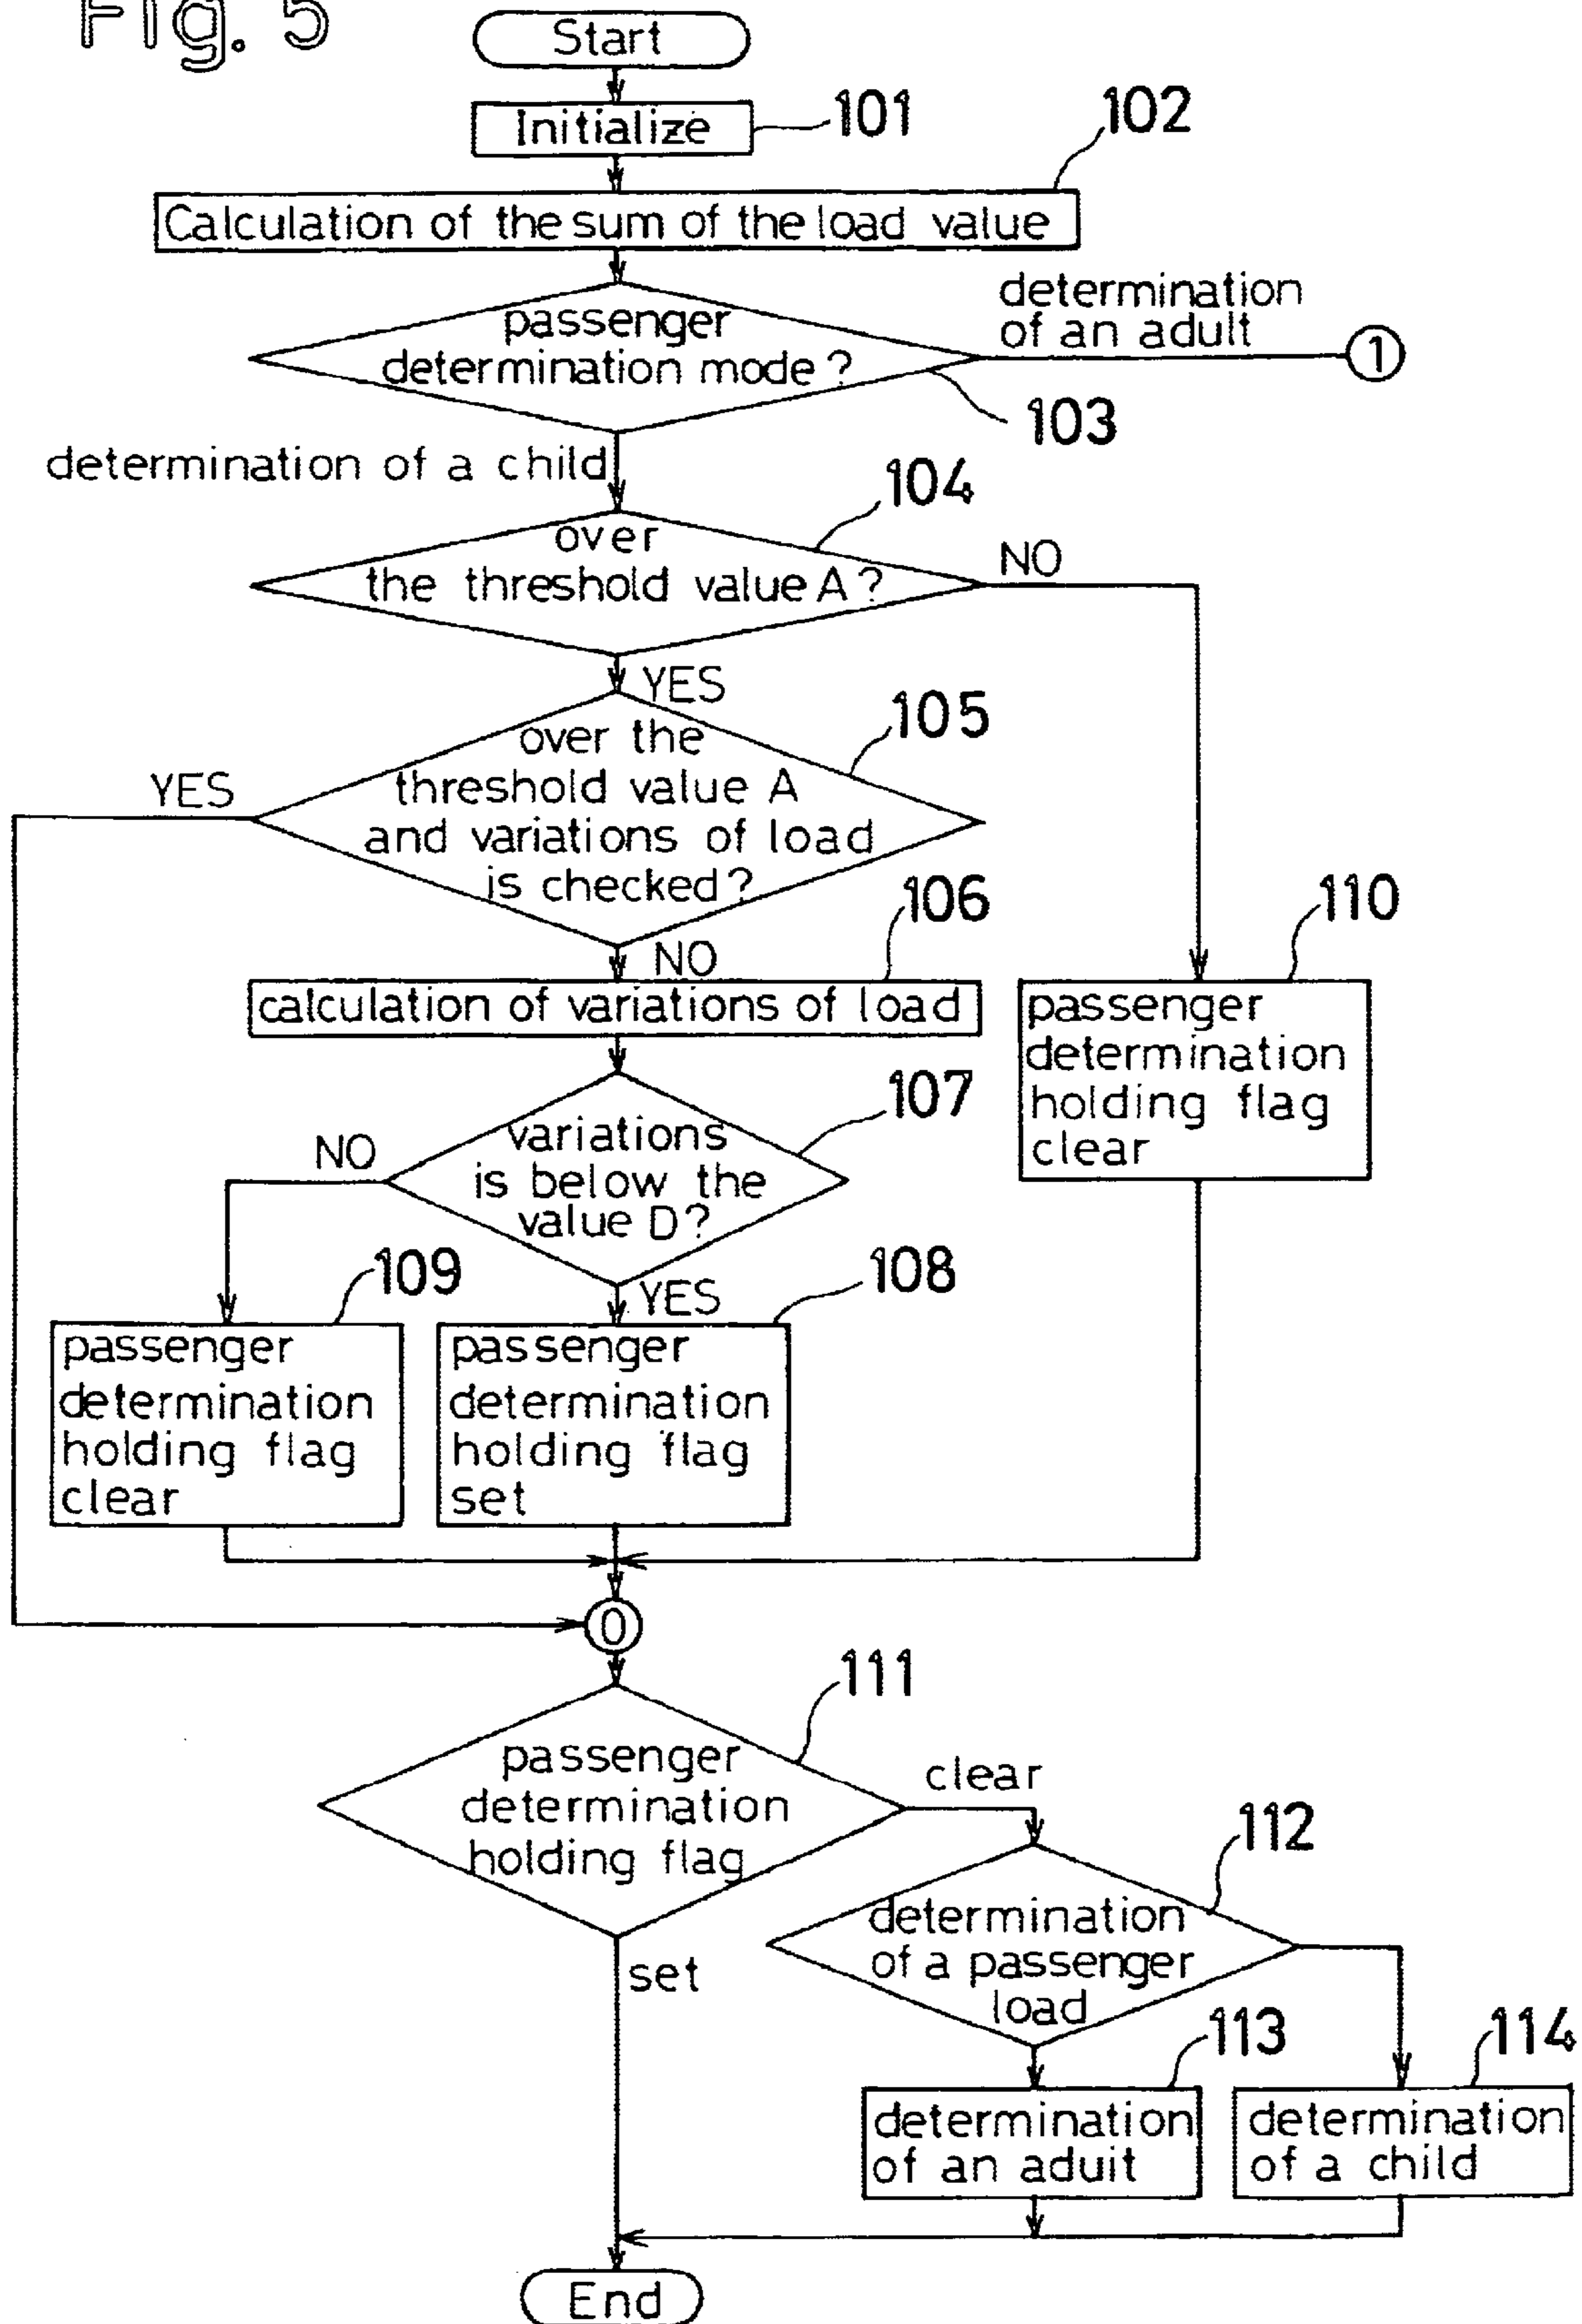 Fig. 5
Start
Initialize
101
102
Calculation of the sum of the load value
passenger
determination mode?
determination
of an adult
1
103
determination of a child
104
over
the threshold value A?
NO
YES
105
over the
threshold value A
and variations of load
is checked?
YES
NO
106
calculation of variations of load
110
passenger
determination
holding flag
clear
107
variations
is below the
value D?
NO
YES
109
passenger
determination
holding flag
clear
108
passenger
determination
holding flag
set
0
111
passenger
determination
holding flag
clear
set
112
determination
of a passenger
load
113
determination
of an aduit
114
determination
of a child
End